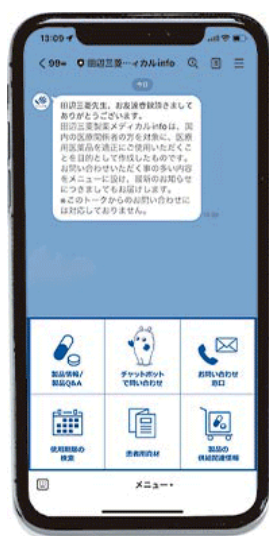 13:09
99+ 田辺三菱…ィカルinfo
今日
田辺三菱先生、お友達登録頂きまして
ありがとうございます。
田辺三菱製薬メディカルinfoは、国
内の医療関係者の方を対象に、医療
用医薬品を適正にご使用いただくこ
とを目的として作成したものです。
お問い合わせいただく事の多い内容
をメニューに設け、最新のお知らせ
につきましてもお届けします。
※このトークからのお問い合わせに
は対応しておりません。
製品情報/
製品Q&A
チャットボット
で問い合わせ
お問い合わせ
窓口
使用期限の
検索
患者用資材
製品の
供給関連情報
メニュー